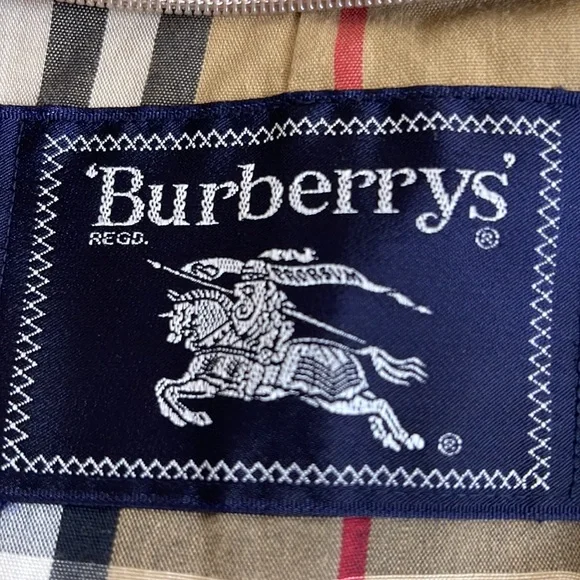 'Burberrys'
REGD. ®
PRORSUM
®